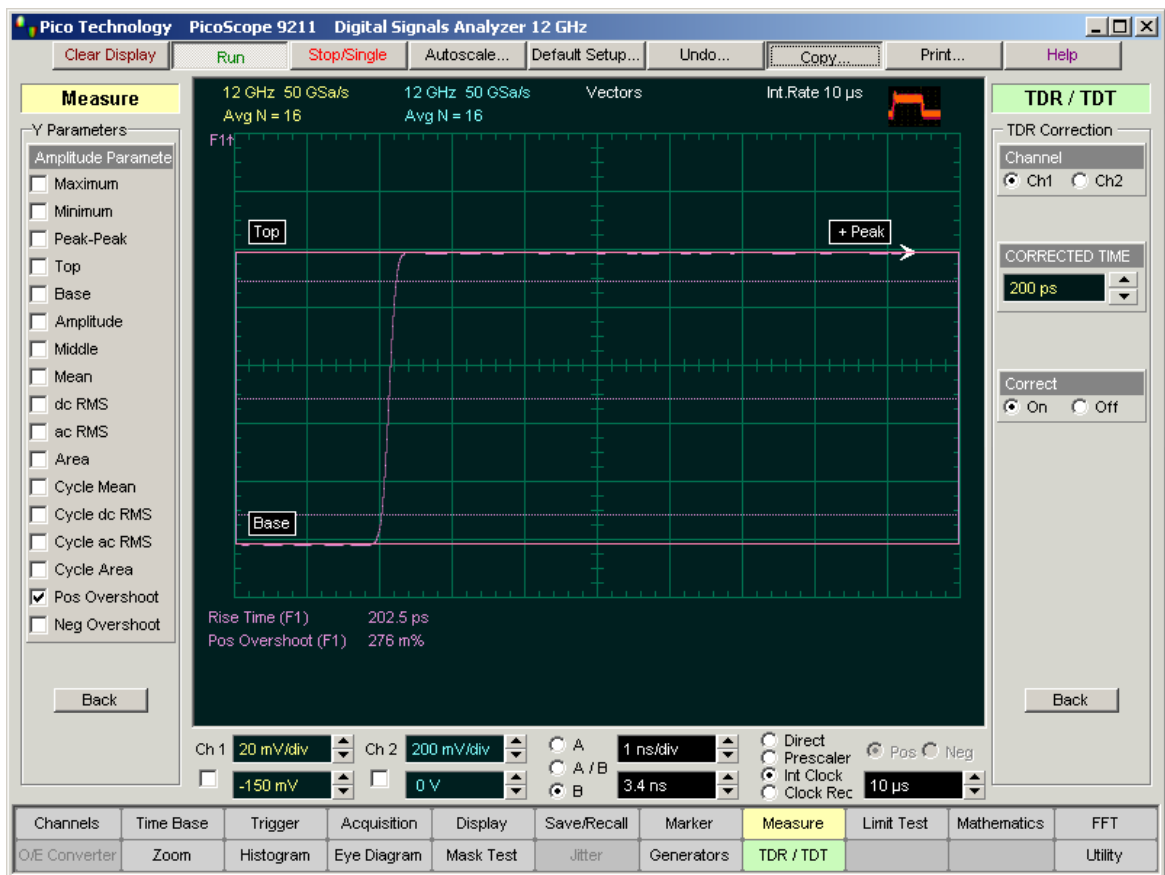 Pico Technology PicoScope 9211 Digital Signals Analyzer 12 GHz
Clear Display Run Stop/Single Autoscale... Default Setup... Undo... Copy... Print... Help
Measure
Y Parameters
Amplitude Paramete
Maximum
Minimum
Peak-Peak
Top
Base
Amplitude
Middle
Mean
dc RMS
ac RMS
Area
Cycle Mean
Cycle dc RMS
Cycle ac RMS
Cycle Area
Pos Overshoot
Neg Overshoot
Back
12 GHz 50 GSa/s 12 GHz 50 GSa/s Vectors Int.Rate 10 µs
Avg N = 16 Avg N = 16
F1
Top + Peak
Base
Rise Time (F1) 202.5 ps
Pos Overshoot (F1) 276 m%
TDR / TDT
TDR Correction
Channel
Ch1 Ch2
CORRECTED TIME
200 ps
Correct
On Off
Back
Ch 1 20 mV/div Ch 2 200 mV/div A 1 ns/div Direct Pos Neg
A / B Prescaler
-150 mV 0 V B 3.4 ns Int Clock 10 µs
Clock Rec
Channels Time Base Trigger Acquisition Display Save/Recall Marker Measure Limit Test Mathematics FFT
O/E Converter Zoom Histogram Eye Diagram Mask Test Jitter Generators TDR / TDT Utility